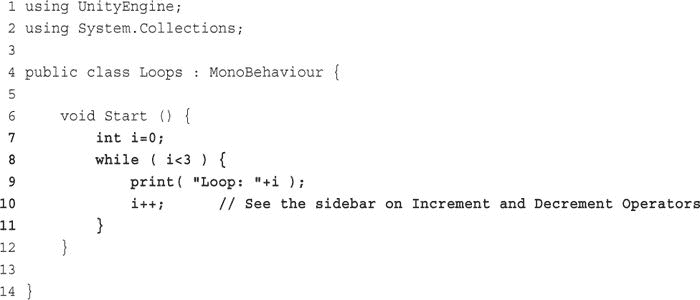 1 using UnityEngine;
2 using System.Collections;
3
4 public class Loops : MonoBehaviour {
5
6     void Start () {
7         int i=0;
8         while ( i<3 ) {
9             print( "Loop: "+i );
10             i++;      // See the sidebar on Increment and Decrement Operators
11         }
12     }
13
14 }